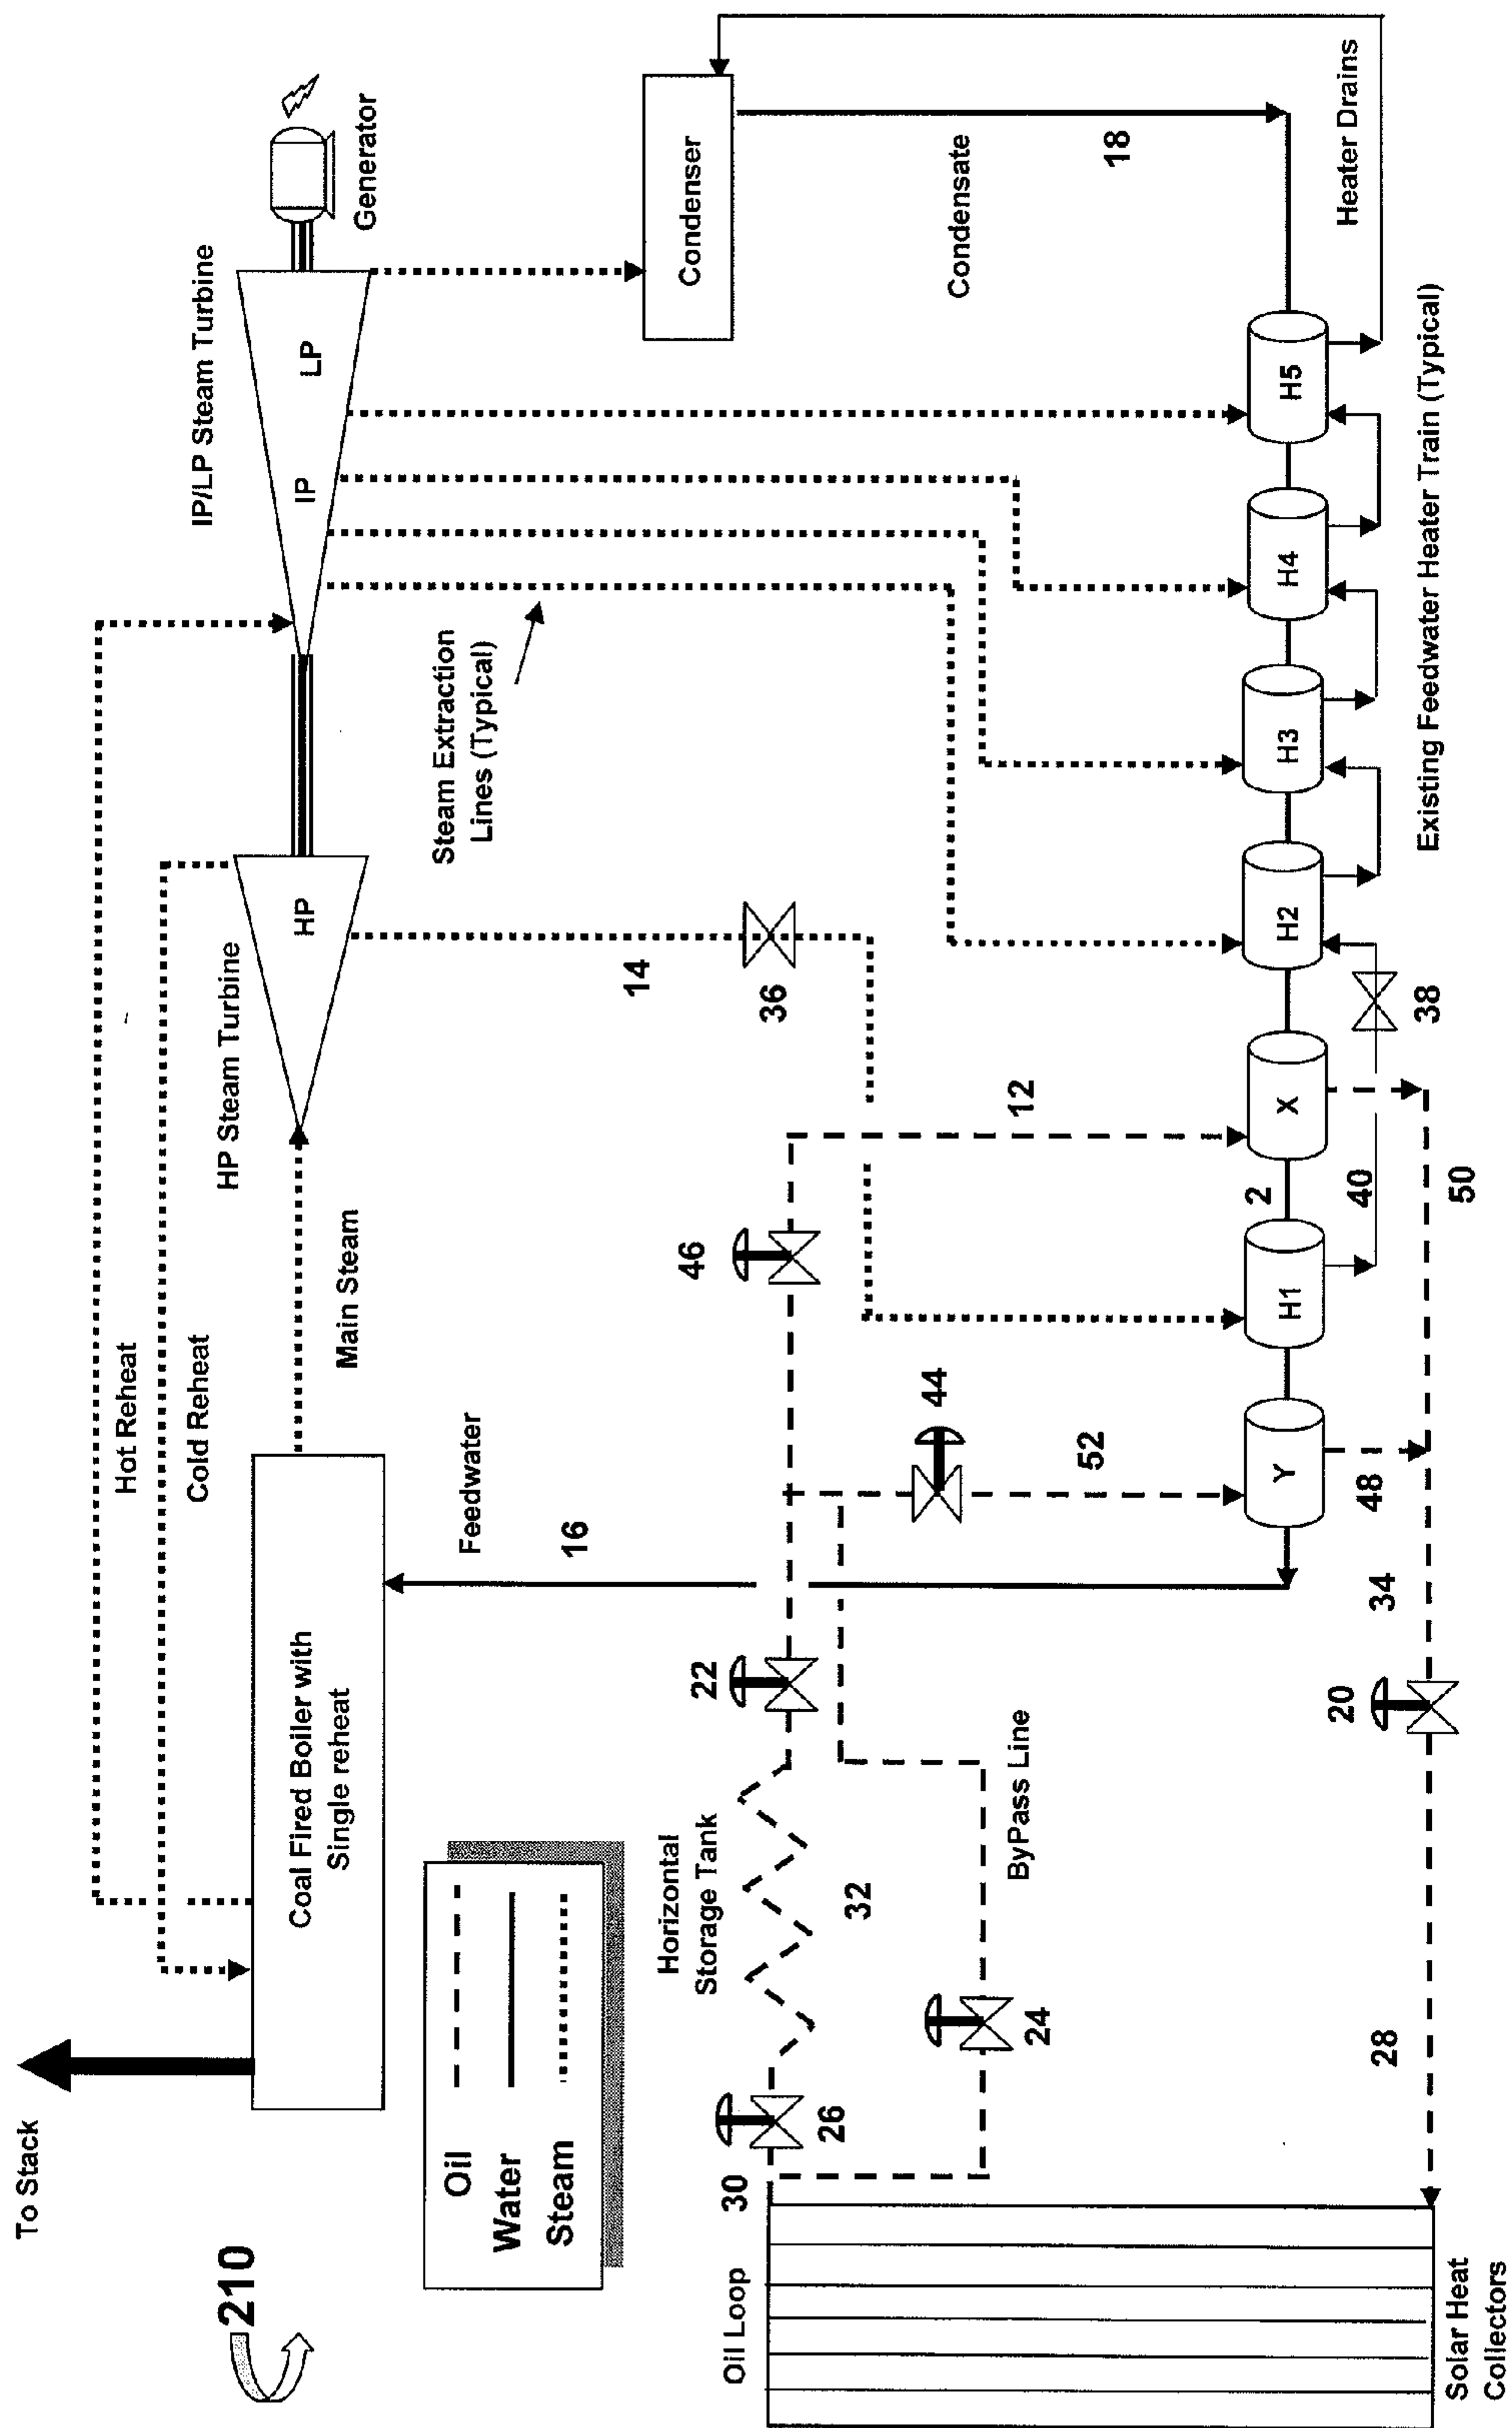 To Stack
210
Hot Reheat
Cold Reheat
Coal Fired Boiler with
Single reheat
Main Steam
HP Steam Turbine
HP
IP/LP Steam Turbine
IP
LP
Generator
Oil
Water
Steam
Feedwater
16
Steam Extraction
Lines (Typical)
14
36
Condenser
Condensate
18
Heater Drains
Horizontal
Storage Tank
32
22
46
12
44
52
26
30
24
ByPass Line
Oil Loop
Solar Heat
Collectors
28
20
34
48
50
40
38
2
Y
H1
X
H2
H3
H4
H5
Existing Feedwater Heater Train (Typical)